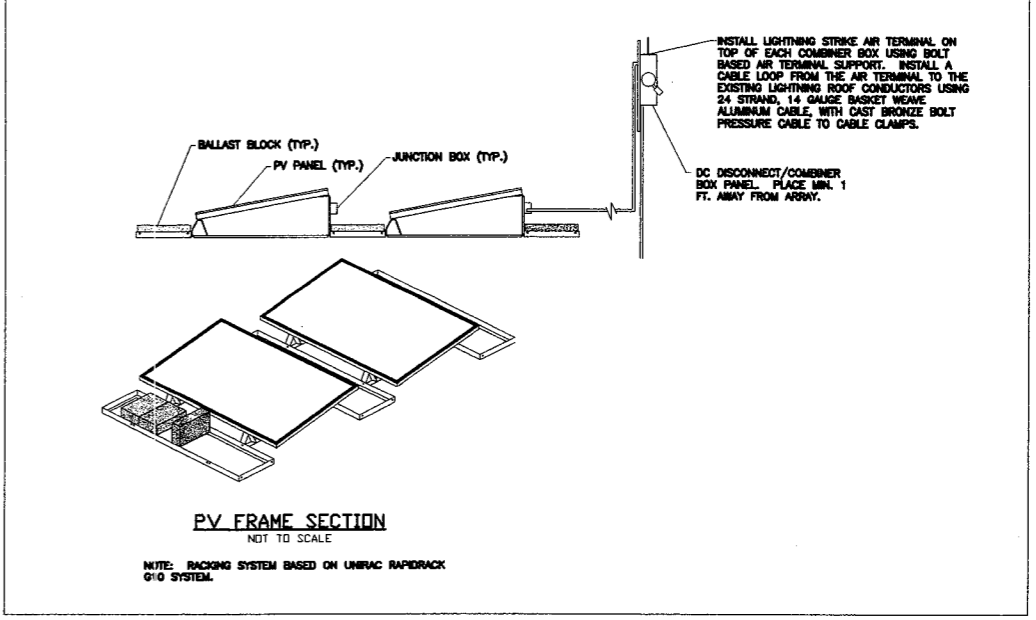 INSTALL LIGHTNING STRIKE AIR TERMINAL ON
TOP OF EACH COMBINER BOX USING BOLT
BASED AIR TERMINAL SUPPORT. INSTALL A
CABLE LOOP FROM THE AIR TERMINAL TO THE
EXISTING LIGHTNING ROOF CONDUCTORS USING
24 STRAND, 14 GAUGE BASKET WEAVE
ALUMINUM CABLE, WITH CAST BRONZE BOLT
PRESSURE CABLE TO CABLE CLAMPS.
BALLAST BLOCK (TYP.)
PV PANEL (TYP.)
JUNCTION BOX (TYP.)
DC DISCONNECT/COMBINER
BOX PANEL. PLACE MIN. 1
FT. AWAY FROM ARRAY.
PV FRAME SECTION
NOT TO SCALE
NOTE: RACKING SYSTEM BASED ON UNIRAC RAPIDRACK
G10 SYSTEM.